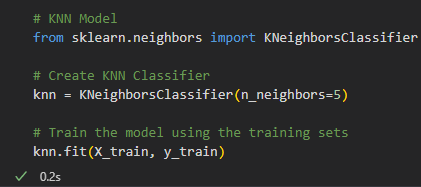 # KNN Model
from sklearn.neighbors import KNeighborsClassifier
# Create KNN Classifier
knn = KNeighborsClassifier(n_neighbors=5)
# Train the model using the training sets
knn.fit(X_train, y_train)
0.2s